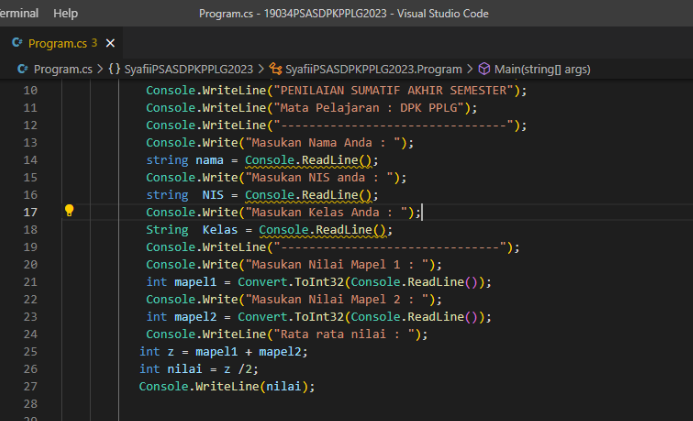 Terminal Help Program.cs - 19034PSASDPKPPLG2023 - Visual Studio Code
Program.cs 3
Program.cs > {} SyafiiPSASDPKPPLG2023 > SyafiiPSASDPKPPLG2023.Program > Main(string[] args)
10 Console.WriteLine("PENILAIAN SUMATIF AKHIR SEMESTER");
11 Console.WriteLine("Mata Pelajaran : DPK PPLG");
12 Console.WriteLine("--------------------------------");
13 Console.Write("Masukan Nama Anda : ");
14 string nama = Console.ReadLine();
15 Console.Write("Masukan NIS anda : ");
16 string  NIS = Console.ReadLine();
17 Console.Write("Masukan Kelas Anda : ");
18 String  Kelas = Console.ReadLine();
19 Console.WriteLine("-------------------------------");
20 Console.Write("Masukan Nilai Mapel 1 : ");
21 int mapel1 = Convert.ToInt32(Console.ReadLine());
22 Console.Write("Masukan Nilai Mapel 2 : ");
23 int mapel2 = Convert.ToInt32(Console.ReadLine());
24 Console.WriteLine("Rata rata nilai : ");
25 int z = mapel1 + mapel2;
26 int nilai = z /2;
27 Console.WriteLine(nilai);
28